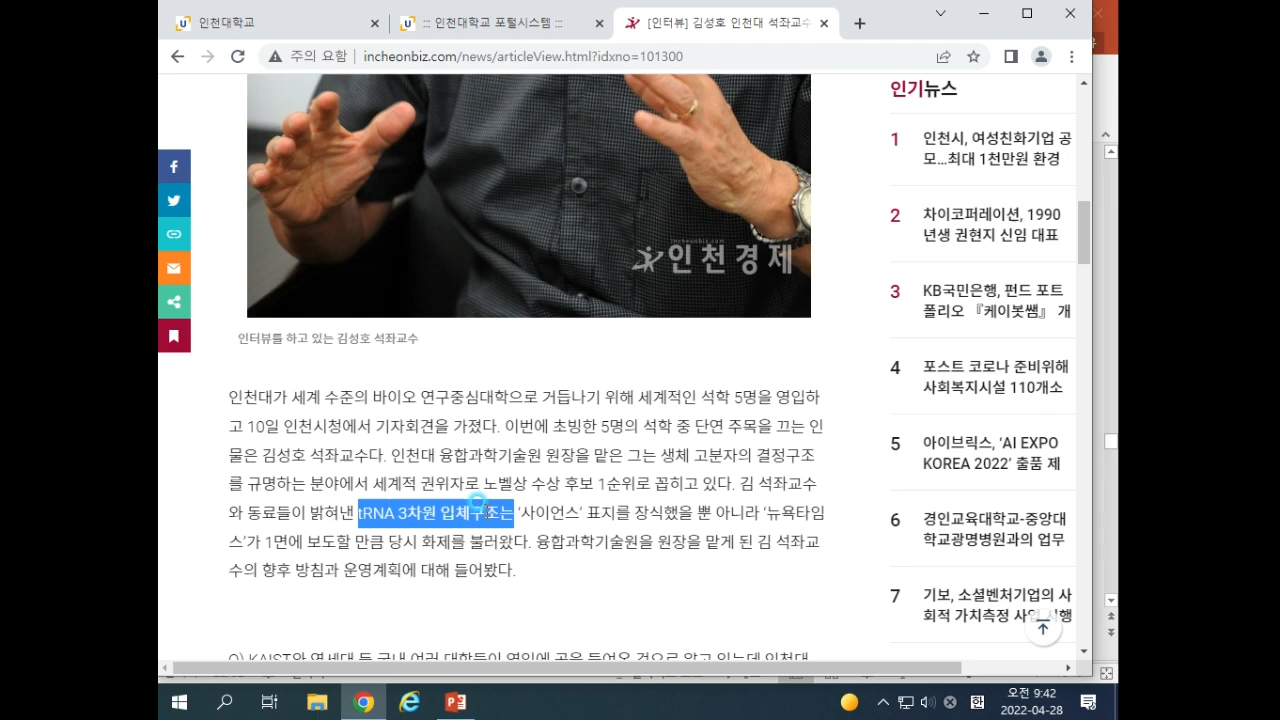 인천대학교
::: 인천대학교 포털시스템 :::
[인터뷰] 김성호 인천대 석좌교수
주의 요함
incheonbiz.com/news/articleView.html?idxno=101300
incheonbiz.com
인천경제
인터뷰를 하고 있는 김성호 석좌교수
인천대가 세계 수준의 바이오 연구중심대학으로 거듭나기 위해 세계적인 석학 5명을 영입하
고 10일 인천시청에서 기자회견을 가졌다. 이번에 초빙한 5명의 석학 중 단연 주목을 끄는 인
물은 김성호 석좌교수다. 인천대 융합과학기술원 원장을 맡은 그는 생체 고분자의 결정구조
를 규명하는 분야에서 세계적 권위자로 노벨상 수상 후보 1순위로 꼽히고 있다. 김 석좌교수
와 동료들이 밝혀낸 tRNA 3차원 입체구조는 ‘사이언스’ 표지를 장식했을 뿐 아니라 ‘뉴욕타임
스’가 1면에 보도할 만큼 당시 화제를 불러왔다. 융합과학기술원을 원장을 맡게 된 김 석좌교
수의 향후 방침과 운영계획에 대해 들어봤다.
인기뉴스
1
인천시, 여성친화기업 공
모...최대 1천만원 환경
2
차이코퍼레이션, 1990
년생 권현지 신임 대표
3
KB국민은행, 펀드 포트
폴리오 『케이봇쌤』 개
4
포스트 코로나 준비위해
사회복지시설 110개소
5
아이브릭스, ‘AI EXPO
KOREA 2022’ 출품 제
6
경인교육대학교-중앙대
학교광명병원과의 업무
7
기보, 소셜벤처기업의 사
회적 가치측정 사업 시행
한
오전 9:42
2022-04-28